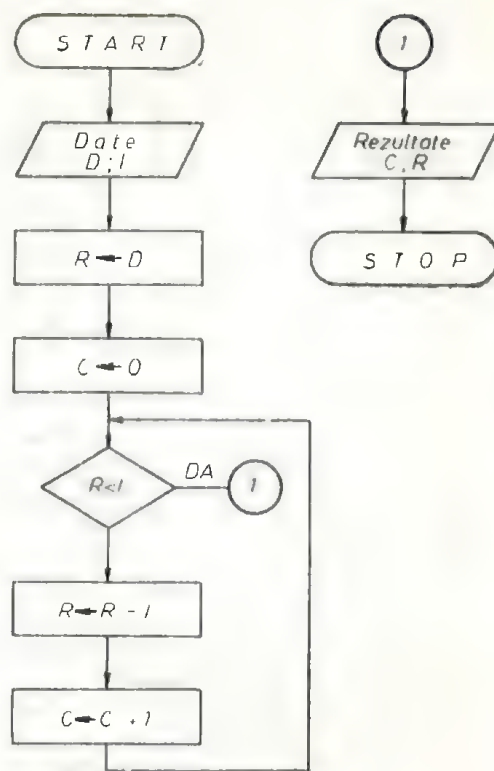 START
Date
D ; I
R ← D
C ← 0
R < I
DA
1
R ← R - I
C ← C + 1
1
Rezultate
C, R
STOP